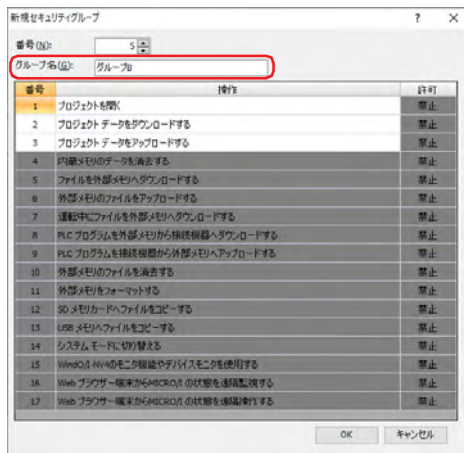 新規セキュリティグループ ? ×
番号(N): 5
グループ名(G): グループB
番号 操作 許可
1 プロジェクトを開く 禁止
2 プロジェクト データをダウンロードする 禁止
3 プロジェクト データをアップロードする 禁止
4 内蔵メモリのデータを消去する 禁止
5 ファイルを外部メモリへダウンロードする 禁止
6 外部メモリのファイルをアップロードする 禁止
7 運転中にファイルを外部メモリへダウンロードする 禁止
8 PLC プログラムを外部メモリから接続機器へダウンロードする 禁止
9 PLC プログラムを接続機器から外部メモリへアップロードする 禁止
10 外部メモリのファイルを消去する 禁止
11 外部メモリをフォーマットする 禁止
12 SD メモリカードへファイルをコピーする 禁止
13 USB メモリへファイルをコピーする 禁止
14 システム モードに切り替える 禁止
15 WindO/I-NV4のモニタ機能やデバイスモニタを使用する 禁止
16 Web ブラウザー端末からMICRO/I の状態を遠隔監視する 禁止
17 Web ブラウザー端末からMICRO/I の状態を遠隔操作する 禁止
OK キャンセル